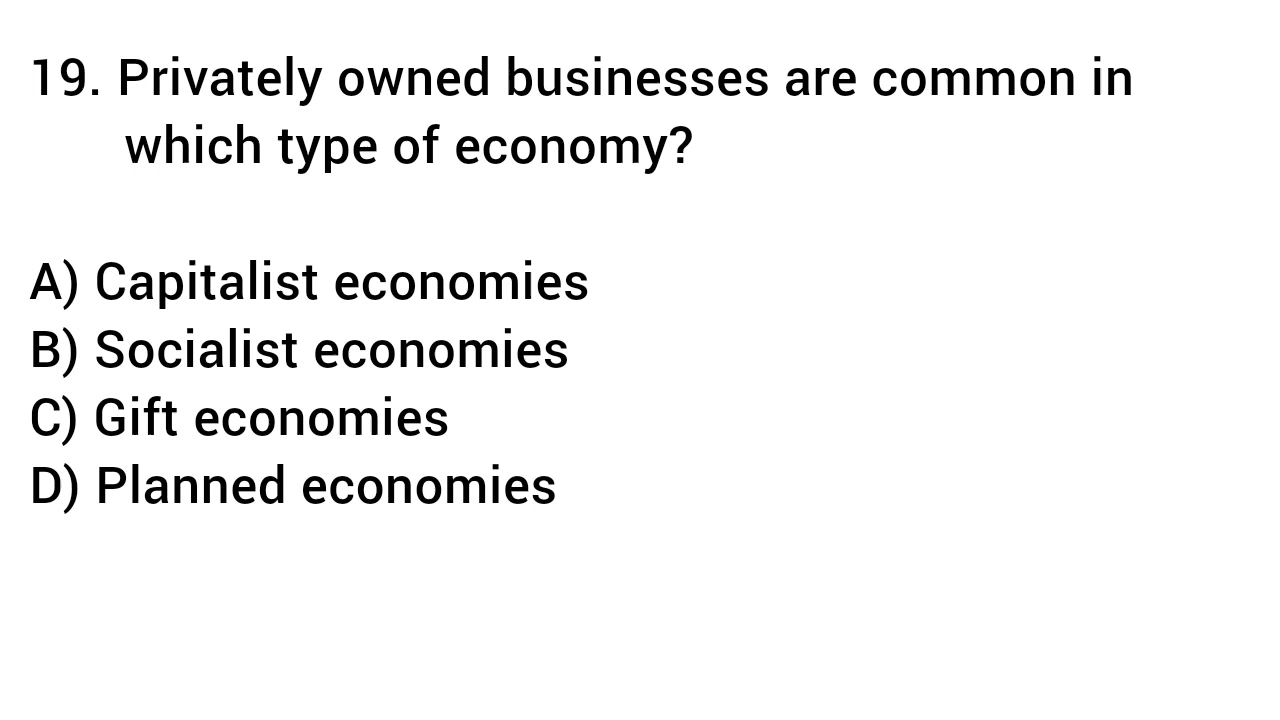 19. Privately owned businesses are common in
which type of economy?
A) Capitalist economies
B) Socialist economies
C) Gift economies
D) Planned economies